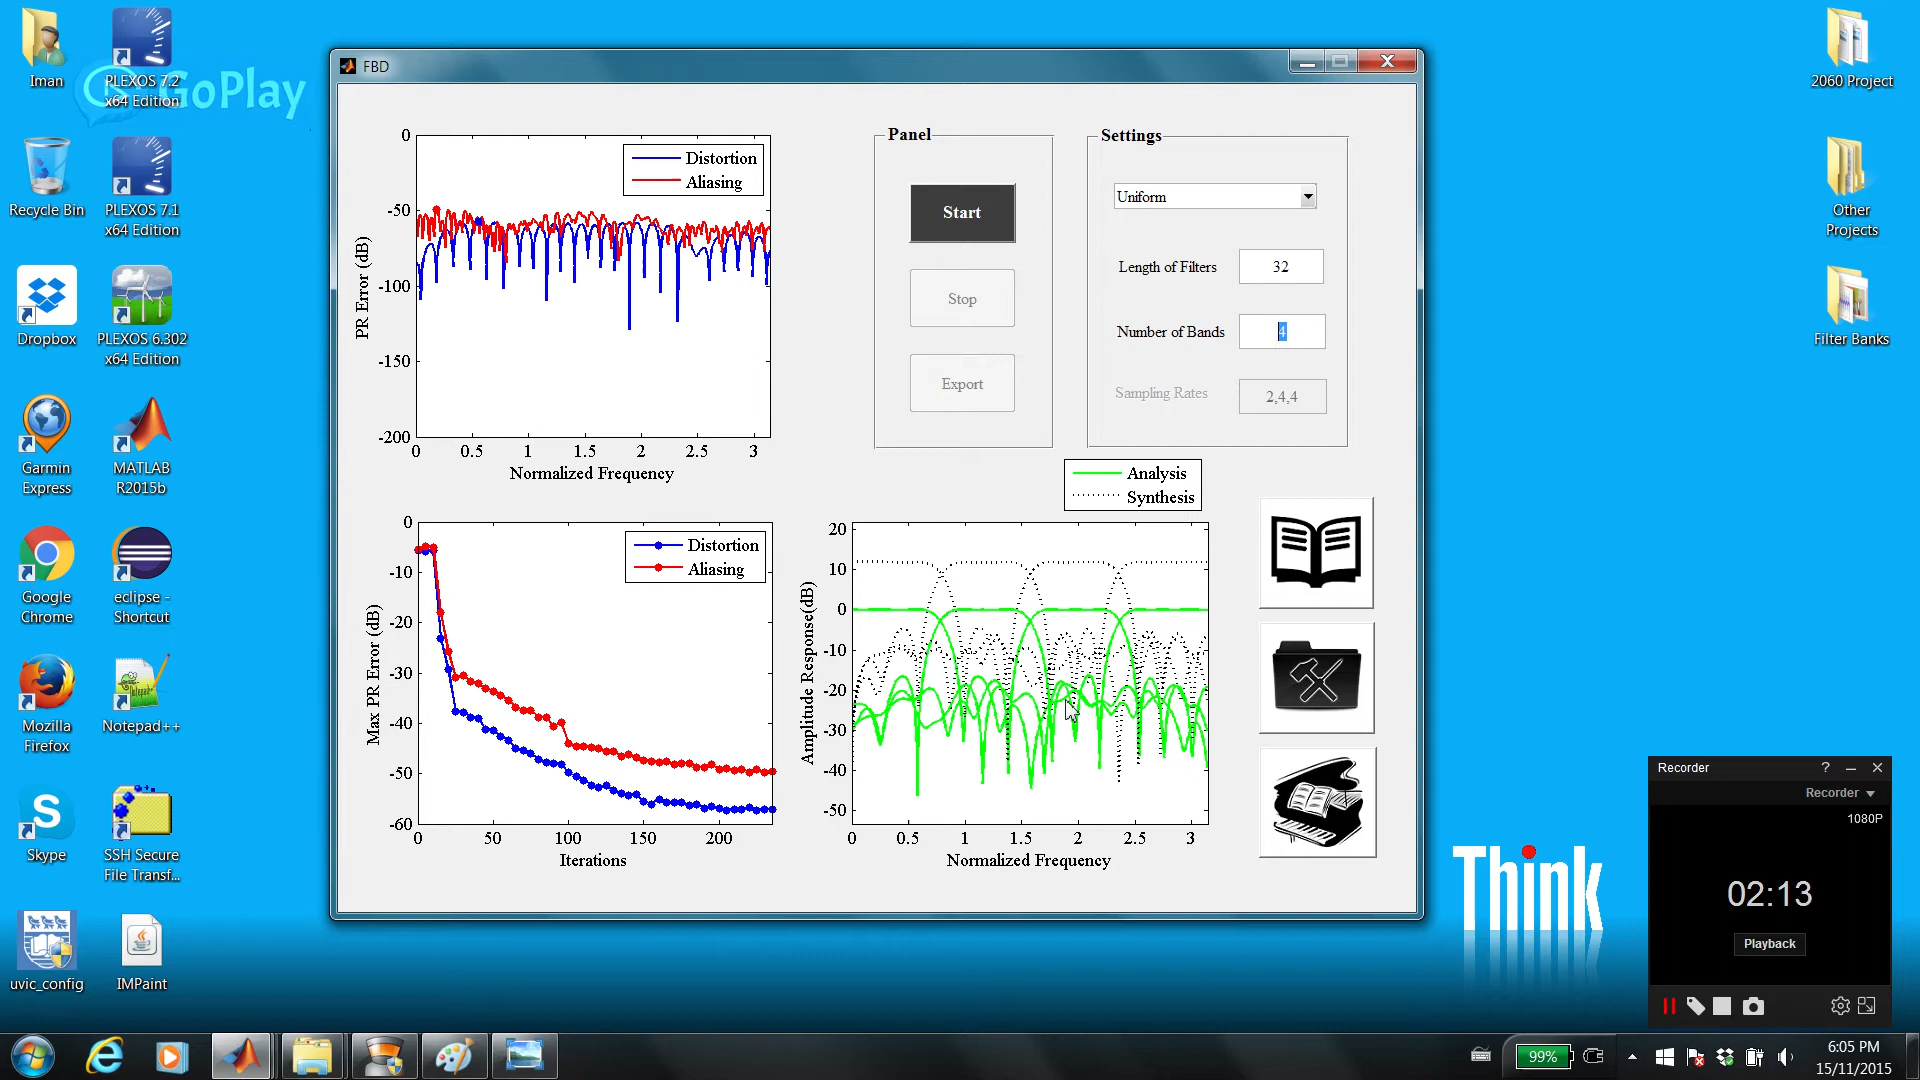 Iman
PLEXOS 7.2
x64 Edition
GoPlay
Recycle Bin
PLEXOS 7.1
x64 Edition
Dropbox
PLEXOS 6.302
x64 Edition
Garmin
Express
MATLAB
R2015b
Google
Chrome
eclipse -
Shortcut
Mozilla
Firefox
Notepad++
Skype
SSH Secure
File Transf...
uvic_config
IMPaint
FBD
0
-50
-100
-150
-200
PR Error (dB)
Distortion
Aliasing
0 0.5 1 1.5 2 2.5 3
Normalized Frequency
Panel
Start
Stop
Export
Settings
Uniform
Length of Filters 32
Number of Bands 4
Sampling Rates 2,4,4
0
-10
-20
-30
-40
-50
-60
Max PR Error (dB)
Distortion
Aliasing
0 50 100 150 200
Iterations
Analysis
Synthesis
20
10
0
-10
-20
-30
-40
-50
Amplitude Response(dB)
0 0.5 1 1.5 2 2.5 3
Normalized Frequency
2060 Project
Other
Projects
Filter Banks
Think
Recorder ?
Recorder
1080P
02:13
Playback
99%
6:05 PM
15/11/2015